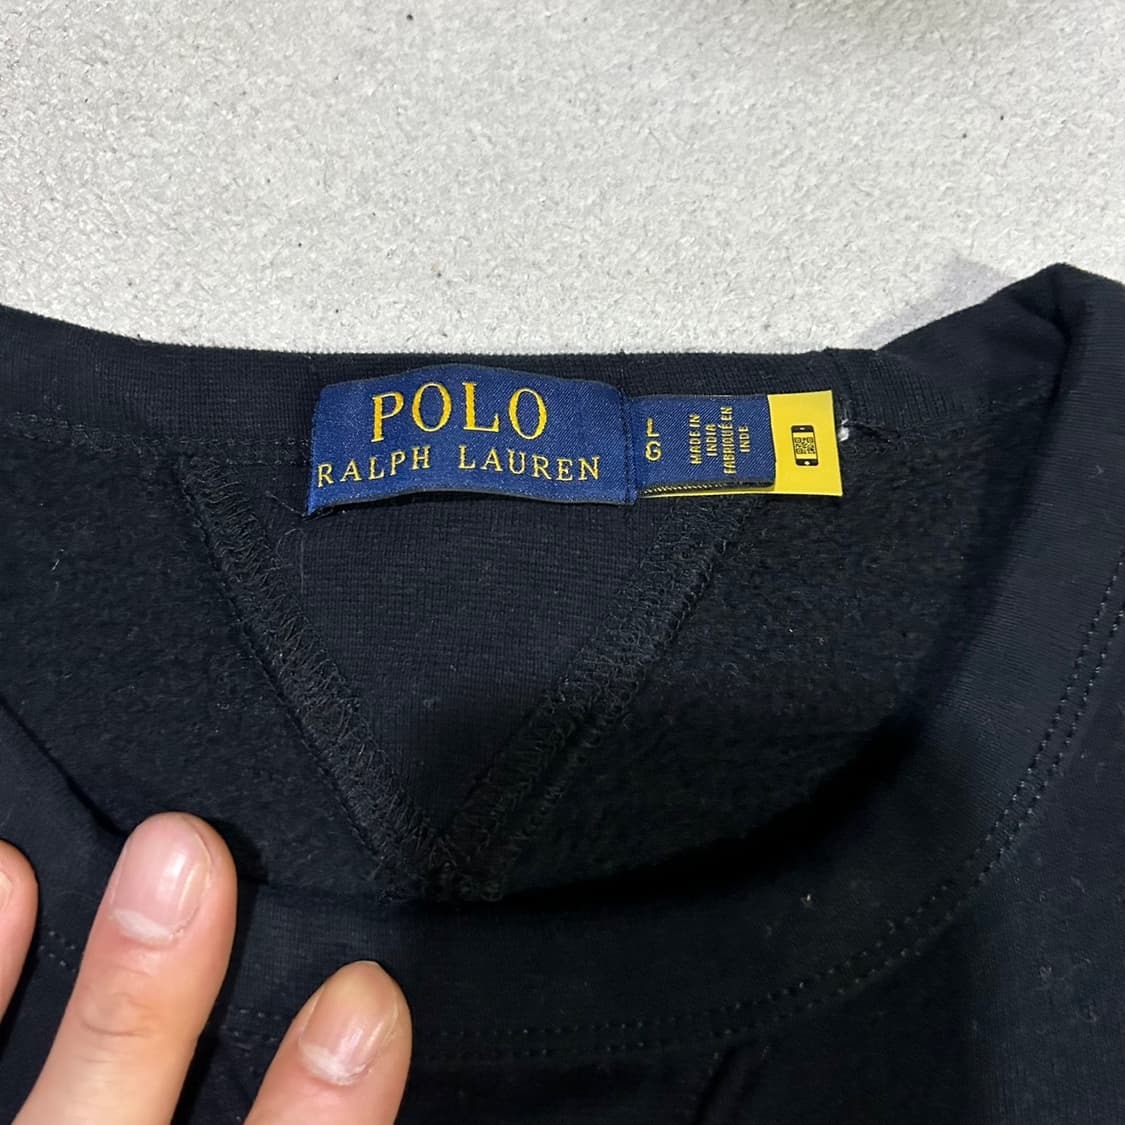 POLO
RALPH LAUREN
L
G
MADE IN
INDIA
FABRIQUÉ EN
INDE